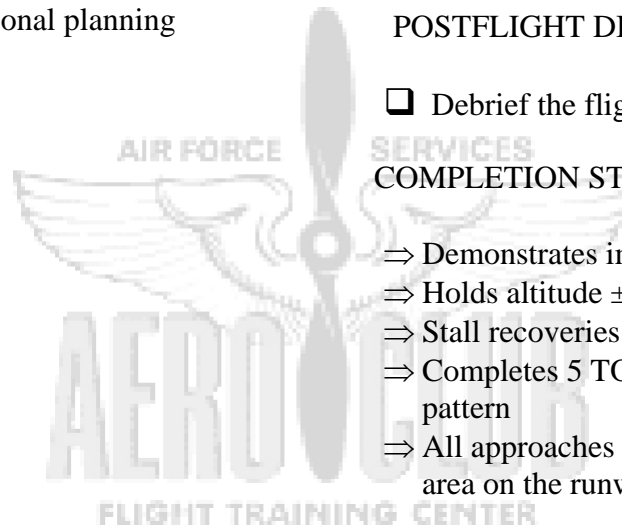 onal planning
POSTFLIGHT D
❑ Debrief the flig
AIR FORCE SERVICES
COMPLETION ST
⇒ Demonstrates in
⇒ Holds altitude ±
⇒ Stall recoveries
⇒ Completes 5 TO
pattern
⇒ All approaches
area on the runw
AERO CLUB
FLIGHT TRAINING CENTER